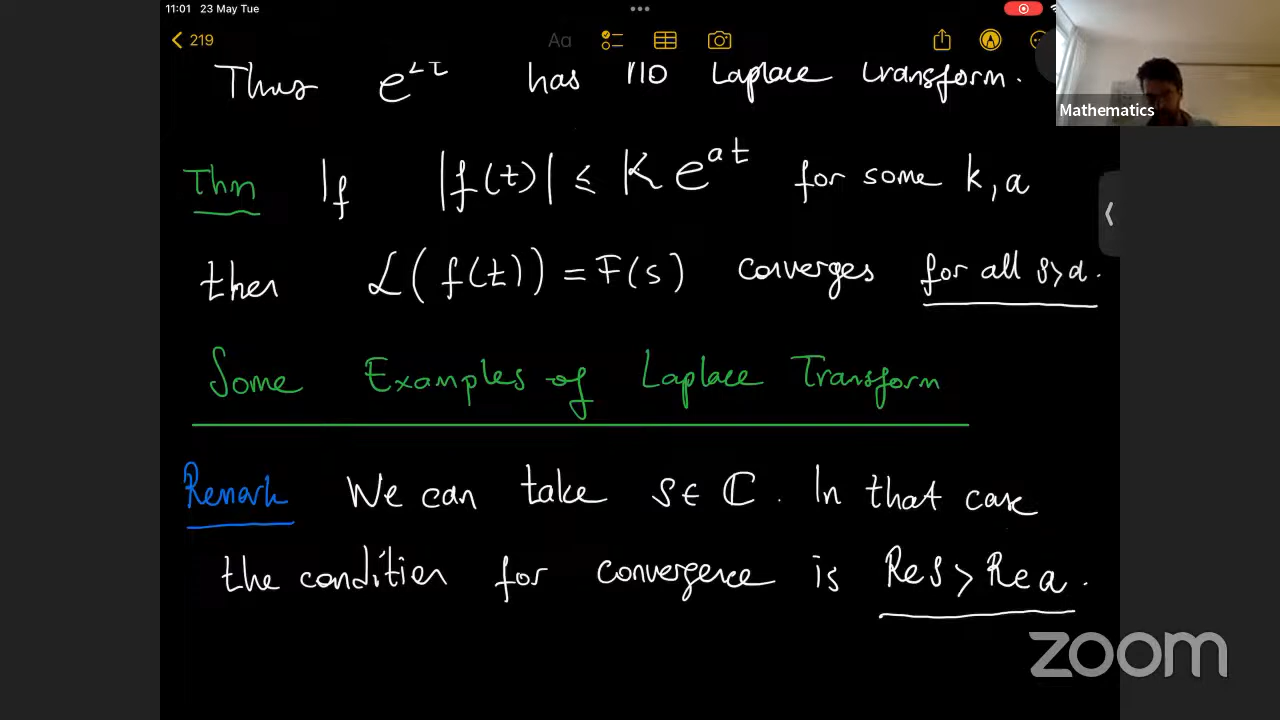 11:01 23 May Tue
219
Aa
Thus has no Laplace transform.
Mathematics
Thm If |f(t)| ≤ K e^{at} for some k, a
then ℒ(f(t)) = F(s) converges for all s>a.
Some Examples of Laplace Transform
Remark We can take s ∈ ℂ. In that case
the condition for convergence is Re s > Re a.
zoom